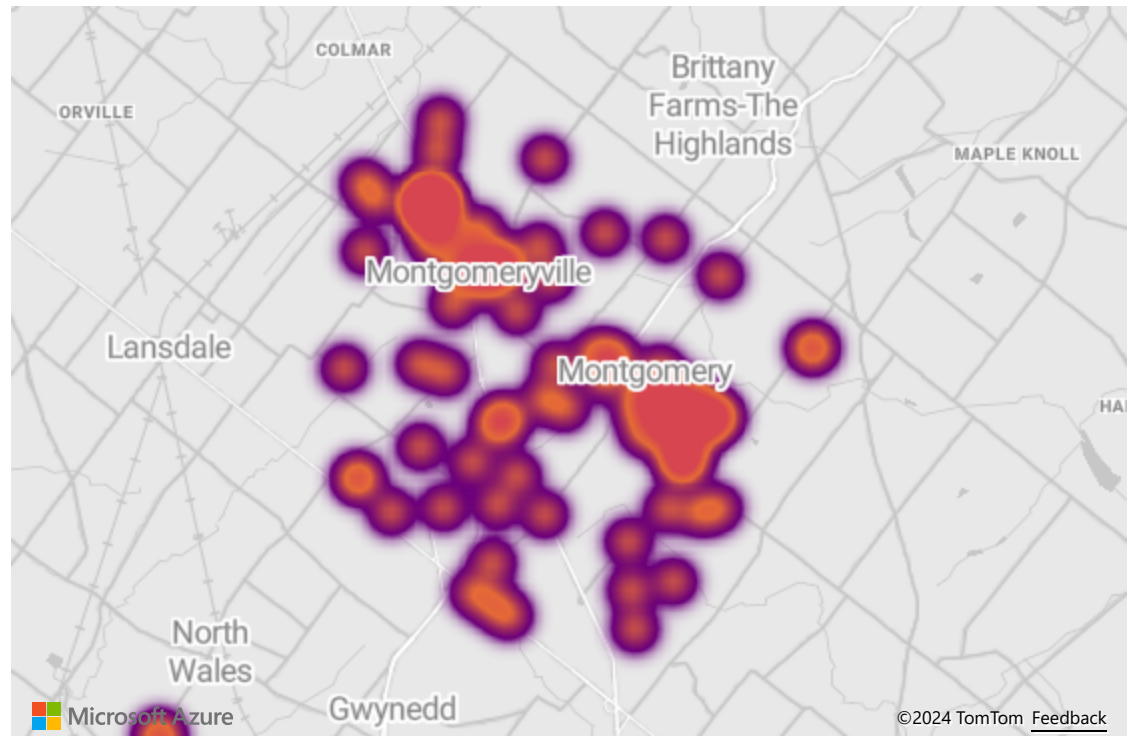 COLMAR
Brittany
Farms-The
Highlands
ORVILLE
MAPLE KNOLL
Montgomeryville
Lansdale
Montgomery
HA
North
Wales
Gwynedd
Microsoft Azure
©2024 TomTom Feedback